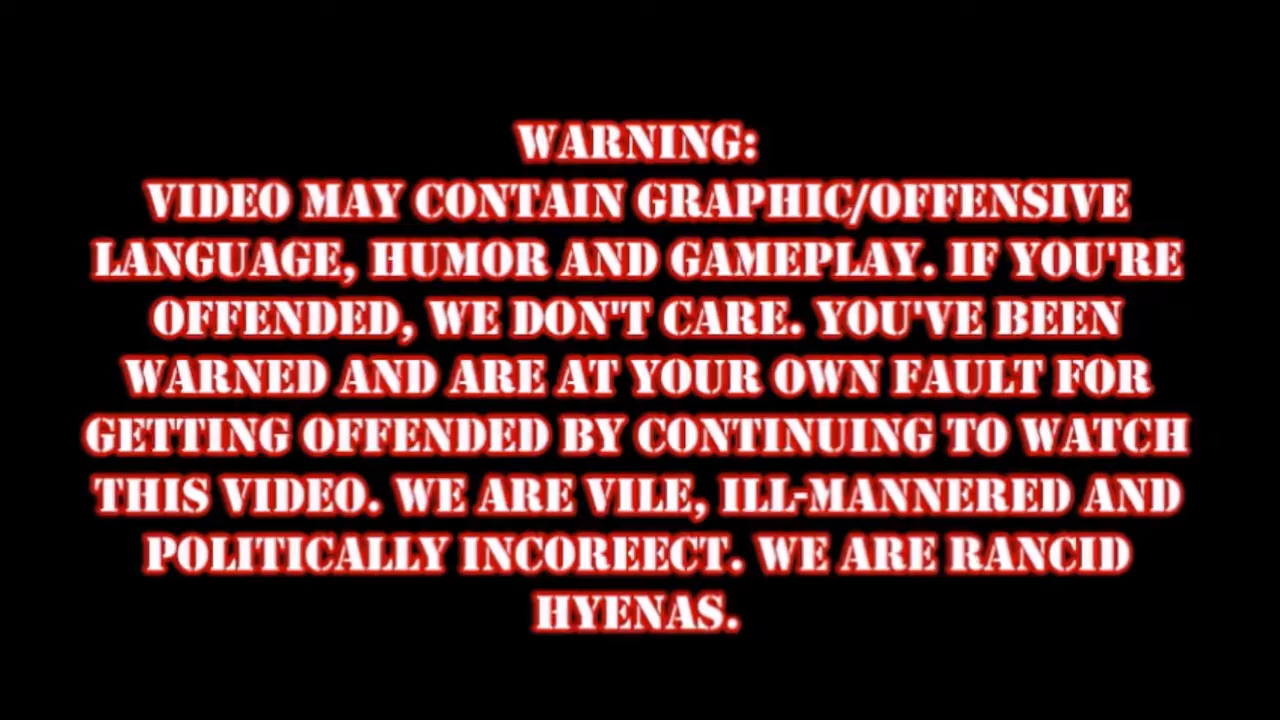 WARNING:
VIDEO MAY CONTAIN GRAPHIC/OFFENSIVE
LANGUAGE, HUMOR AND GAMEPLAY. IF YOU'RE
OFFENDED, WE DON'T CARE. YOU'VE BEEN
WARNED AND ARE AT YOUR OWN FAULT FOR
GETTING OFFENDED BY CONTINUING TO WATCH
THIS VIDEO. WE ARE VILE, ILL-MANNERED AND
POLITICALLY INCOREECT. WE ARE RANCID
HYENAS.